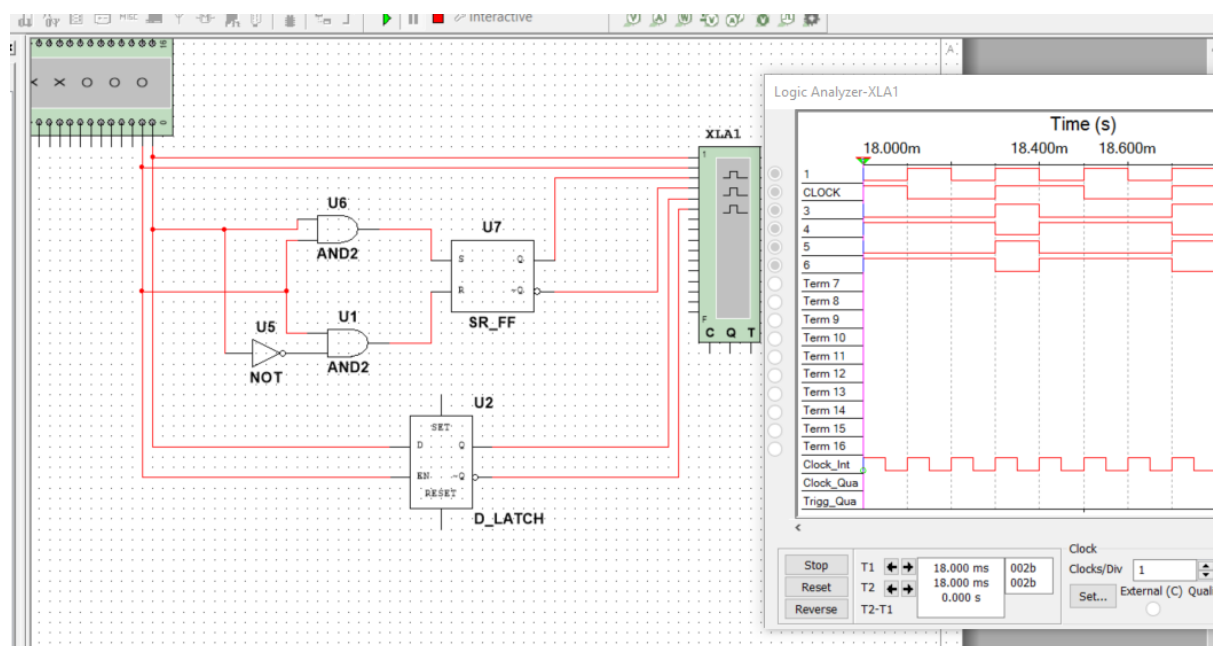 MISC
Interactive
A
X O O O
XLA1
1
F
C Q T
U6
AND2
U7
S Q
R ~Q
SR_FF
U1
AND2
U5
NOT
U2
SET
D Q
EN ~Q
RESET
D_LATCH
Logic Analyzer-XLA1
Time (s)
18.000m 18.400m 18.600m
1
CLOCK
3
4
5
6
Term 7
Term 8
Term 9
Term 10
Term 11
Term 12
Term 13
Term 14
Term 15
Term 16
Clock_Int
Clock_Qua
Trigg_Qua
Stop
Reset
Reverse
T1 18.000 ms 002b
T2 18.000 ms 002b
T2-T1 0.000 s
Clock
Clocks/Div 1
Set... External (C) Quali